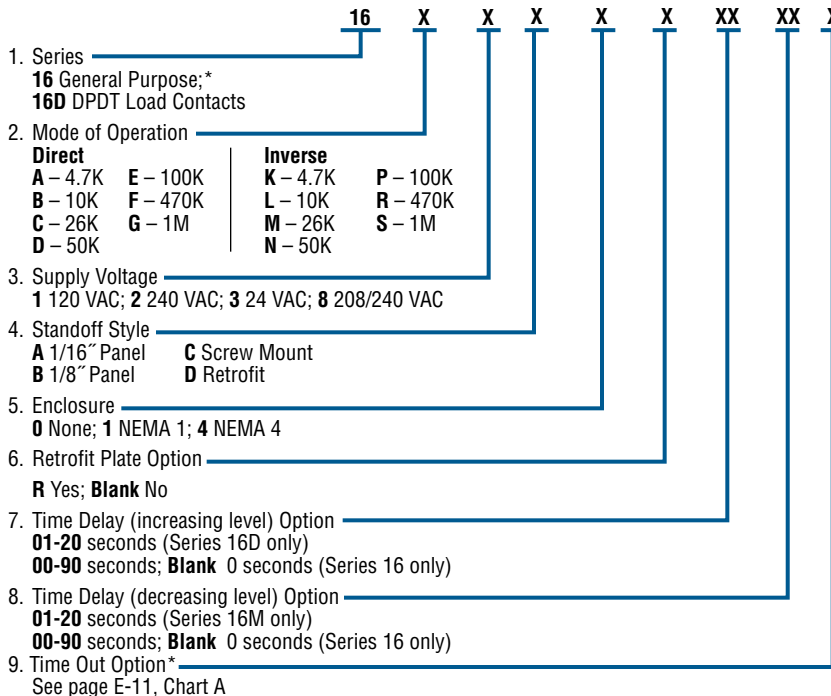 16 X X X X X XX XX X
1. Series
16 General Purpose;*
16D DPDT Load Contacts
2. Mode of Operation
Direct Inverse
A – 4.7K E – 100K K – 4.7K P – 100K
B – 10K F – 470K L – 10K R – 470K
C – 26K G – 1M M – 26K S – 1M
D – 50K N – 50K
3. Supply Voltage
1 120 VAC; 2 240 VAC; 3 24 VAC; 8 208/240 VAC
4. Standoff Style
A 1/16˝ Panel C Screw Mount
B 1/8˝ Panel D Retrofit
5. Enclosure
0 None; 1 NEMA 1; 4 NEMA 4
6. Retrofit Plate Option
R Yes; Blank No
7. Time Delay (increasing level) Option
01-20 seconds (Series 16D only)
00-90 seconds; Blank 0 seconds (Series 16 only)
8. Time Delay (decreasing level) Option
01-20 seconds (Series 16M only)
00-90 seconds; Blank 0 seconds (Series 16 only)
9. Time Out Option*
See page E-11, Chart A